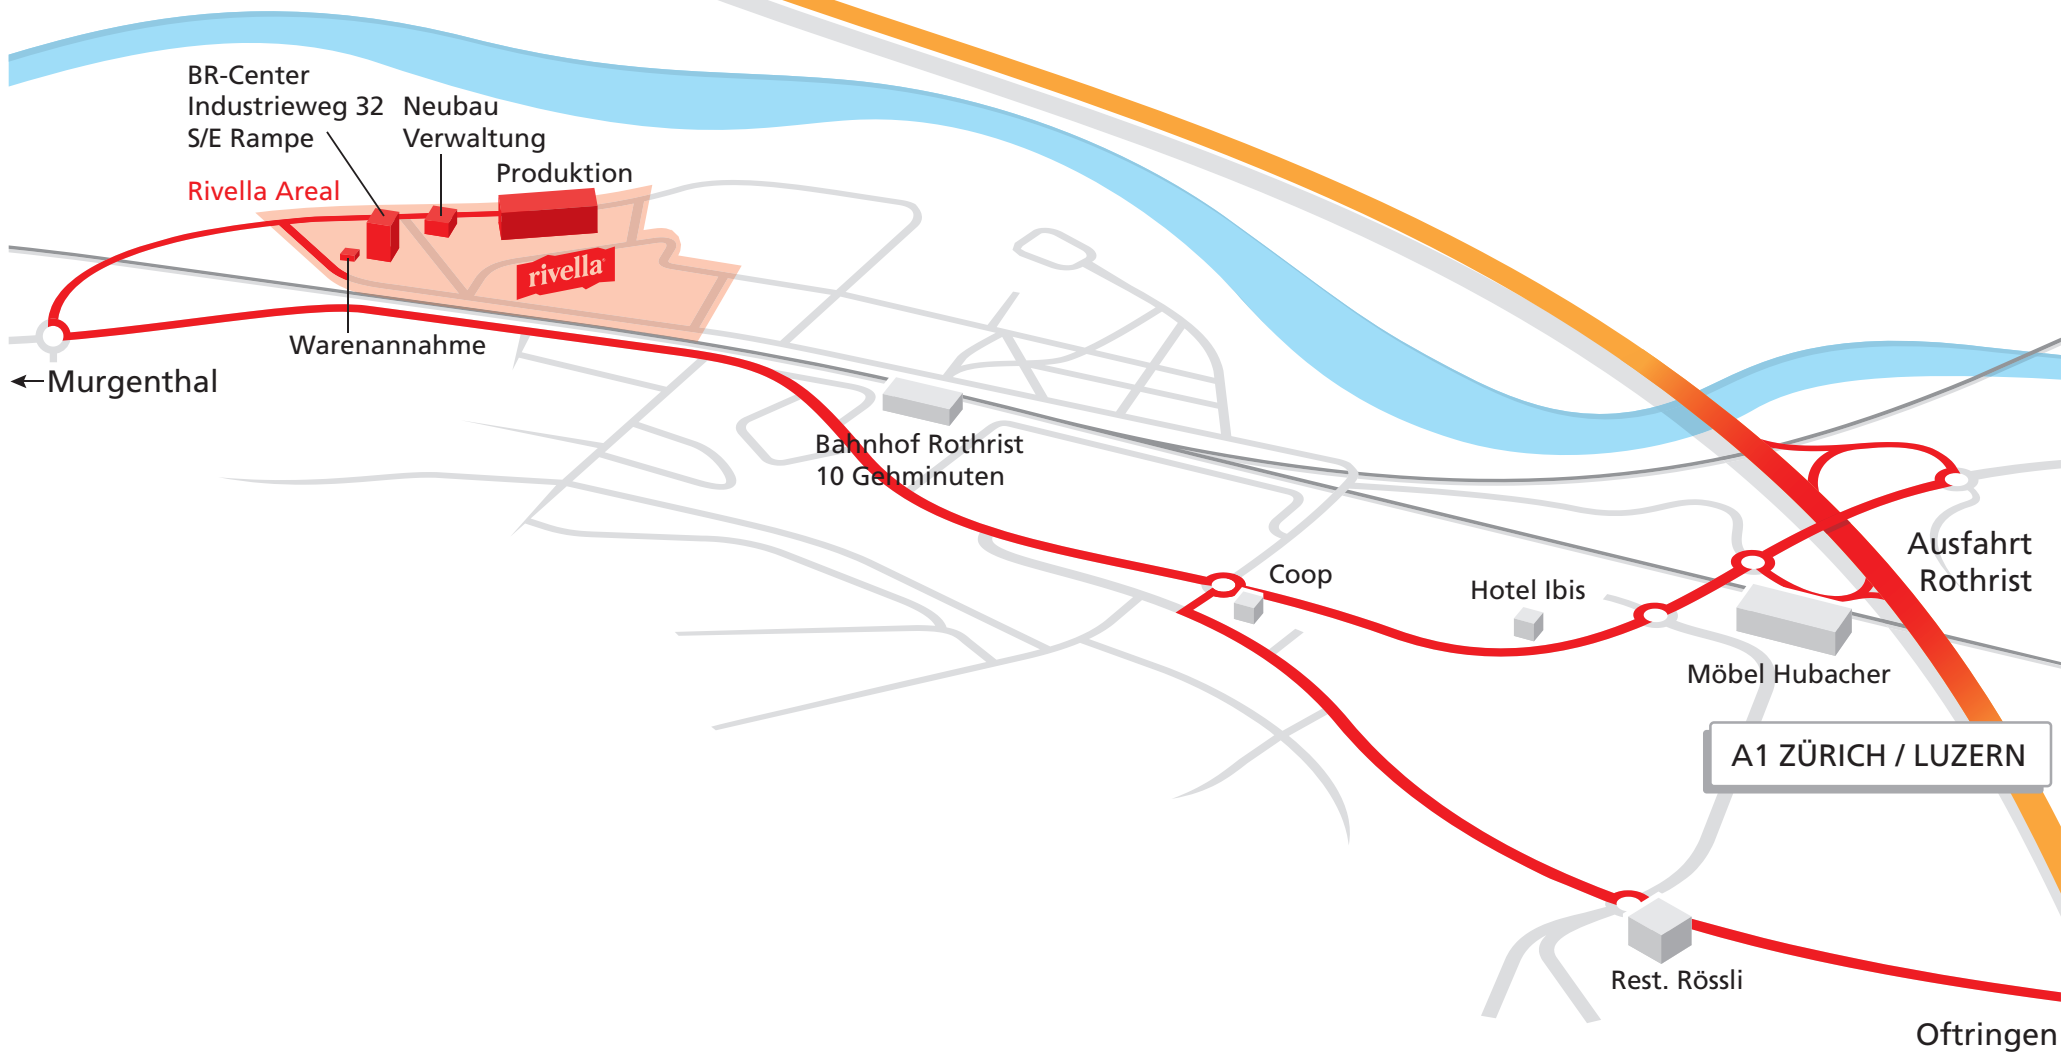 BR-Center
Industrieweg 32
S/E Rampe
Neubau
Verwaltung
Produktion
Rivella Areal
rivella
Warenannahme
Murgenthal
Bahnhof Rothrist
10 Gehminuten
Coop
Hotel Ibis
Ausfahrt
Rothrist
Möbel Hubacher
A1 ZÜRICH / LUZERN
Rest. Rössli
Oftringen